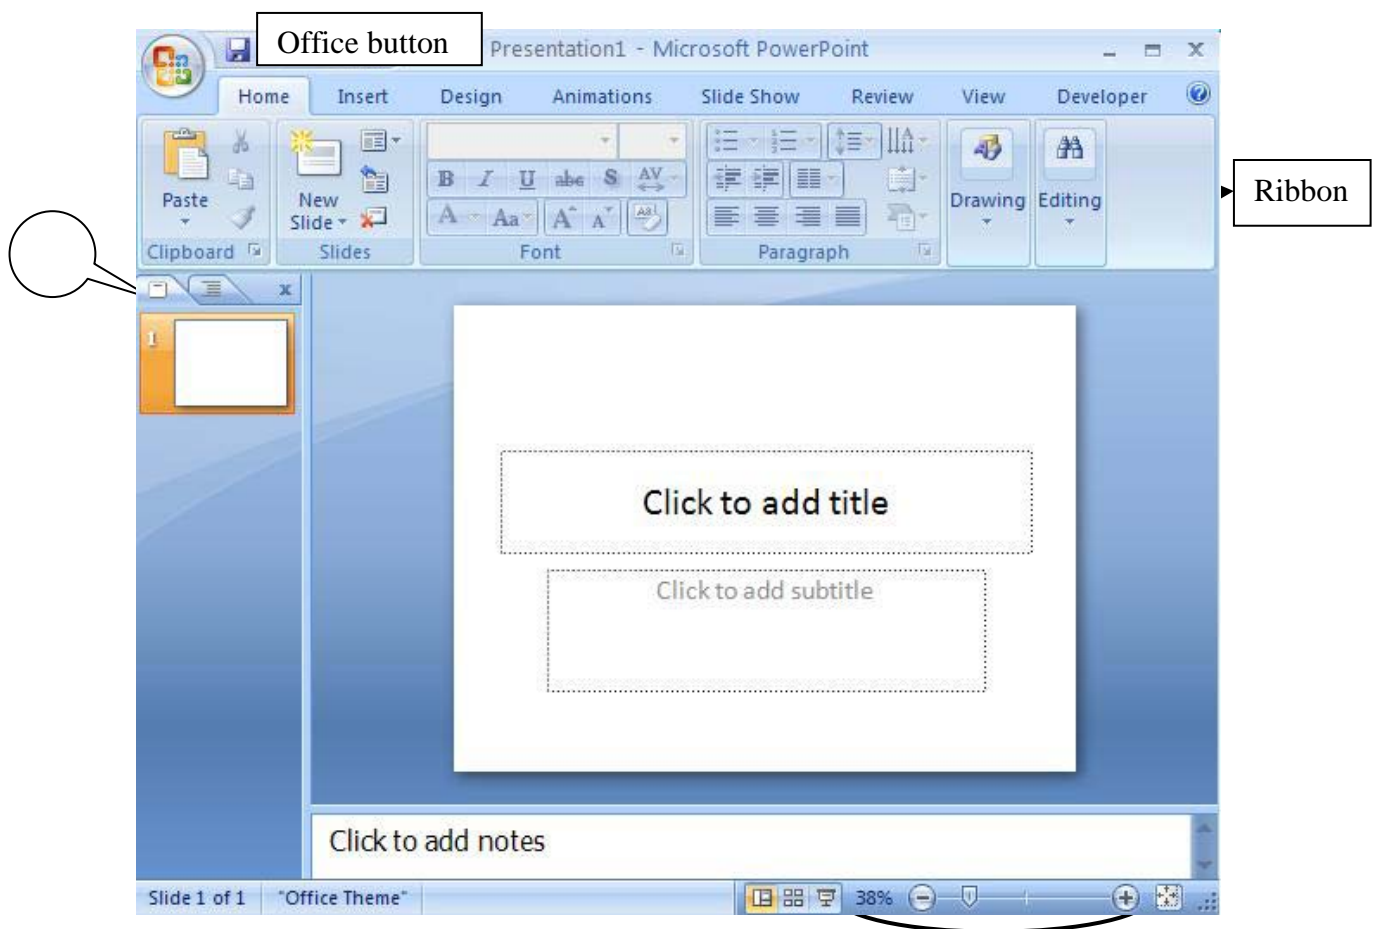 Office button
Presentation1 - Microsoft PowerPoint
Home Insert Design Animations Slide Show Review View Developer
Ribbon
Paste
New
Slide
B I U abc S AV
A Aa A A
Drawing Editing
Clipboard Slides Font Paragraph
1
Click to add title
Click to add subtitle
Click to add notes
Slide 1 of 1 "Office Theme" 38%